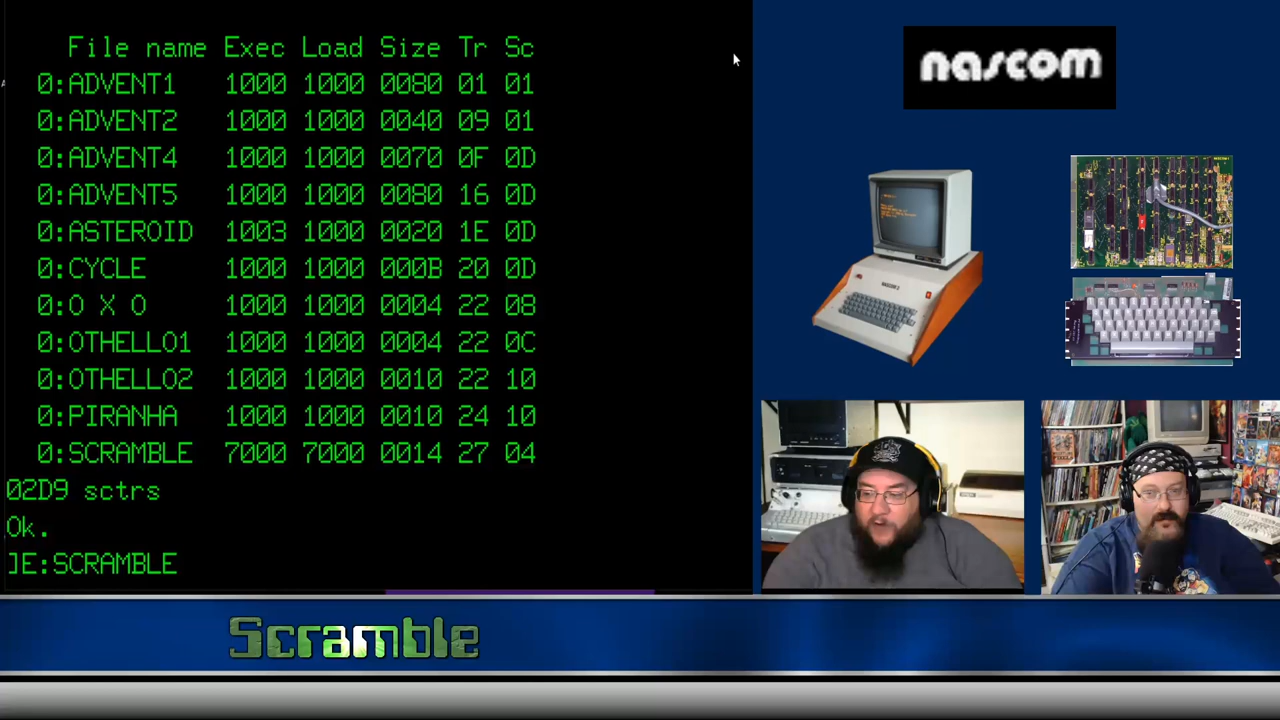 File name Exec Load Size Tr Sc
0:ADVENT1 1000 1000 0080 01 01
0:ADVENT2 1000 1000 0040 09 01
0:ADVENT4 1000 1000 0070 0F 0D
0:ADVENT5 1000 1000 0080 16 0D
0:ASTEROID 1003 1000 0020 1E 0D
0:CYCLE 1000 1000 000B 20 0D
0:O X O 1000 1000 0004 22 08
0:OTHELLO1 1000 1000 0004 22 0C
0:OTHELLO2 1000 1000 0010 22 10
0:PIRANHA 1000 1000 0010 24 10
0:SCRAMBLE 7000 7000 0014 27 04
02D9 sctrs
Ok.
]E:SCRAMBLE
nascom
Scramble